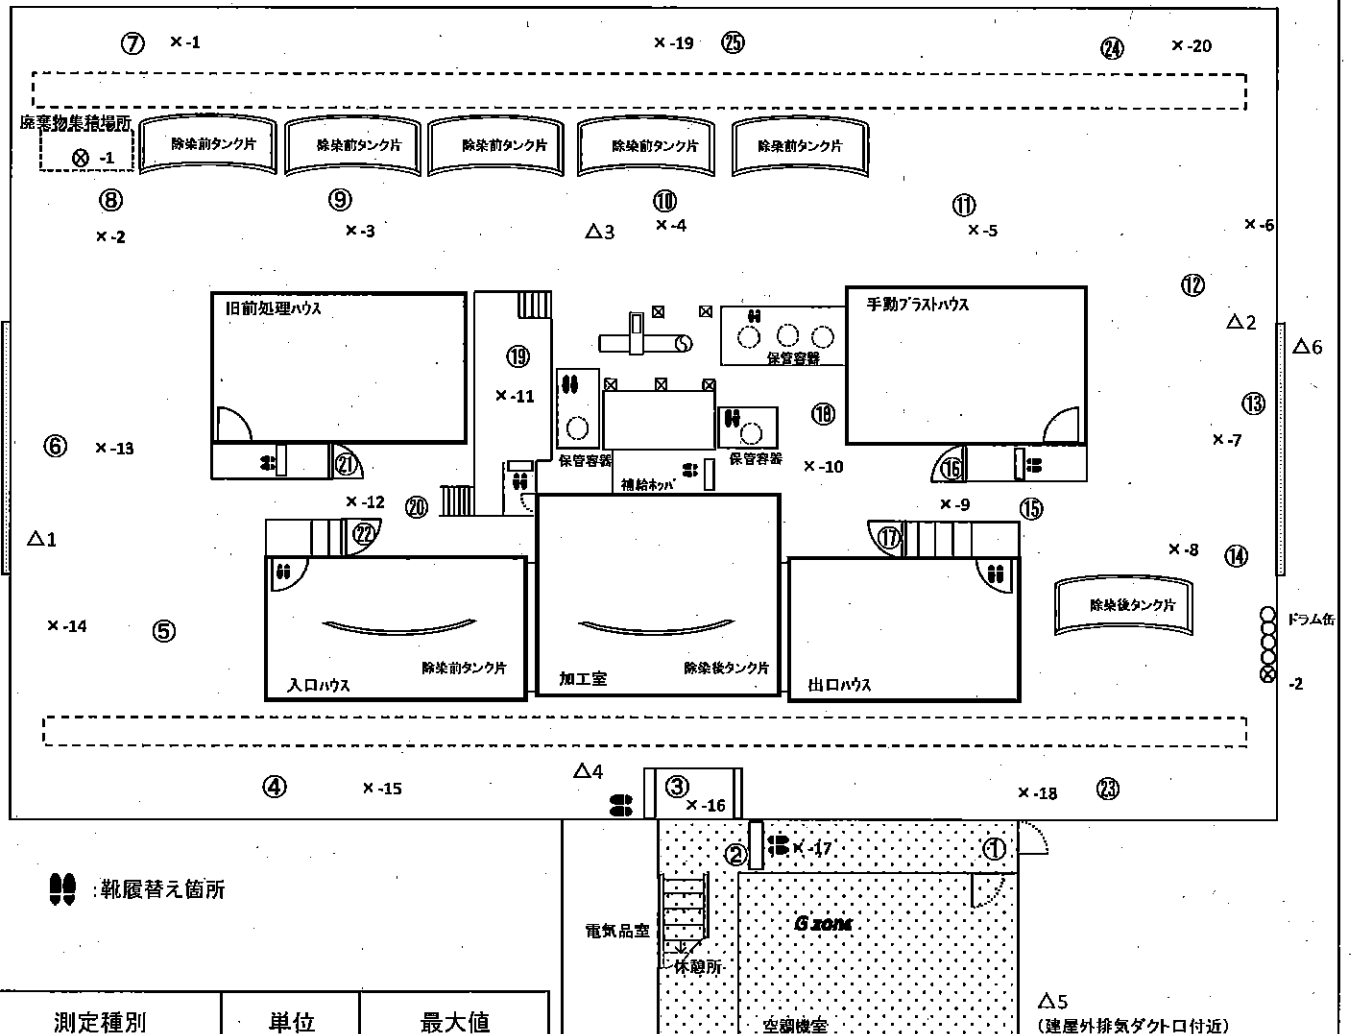 ⑦ ×-1 ×-19 ㉕ ㉔ ×-20
廃棄物集積場所
⊗ -1
除染前タンク片 除染前タンク片 除染前タンク片 除染前タンク片 除染前タンク片
⑧ ⑨ ⑩ ⑪
×-2 ×-3 △3 ×-4 ×-5 ×-6
⑫
旧前処理ハウス
手動ブラストハウス
△2
△6
⑲
保管容器
×-11
⑬
⑱
×-7
⑥ ×-13
㉑
保管容器
保管容器
×-10
⑯
補給ホッパ
×-12 ⑳
×-9 ⑮
△1
㉒
⑰
×-8 ⑭
除染後タンク片
×-14 ⑤
ドラム缶
除染前タンク片
除染後タンク片
入口ハウス
加工室
出口ハウス
-2
△4
④ ×-15
③
×-16
×-18 ㉓
② ×-17 ①
:靴履替え箇所
G zone
電気品室
休憩所
測定種別 単位 最大値
空調機室
△5
(建屋外排気ダクト口付近)